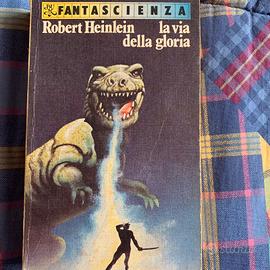 FANTASCIENZA
Robert Heinlein la via
della gloria